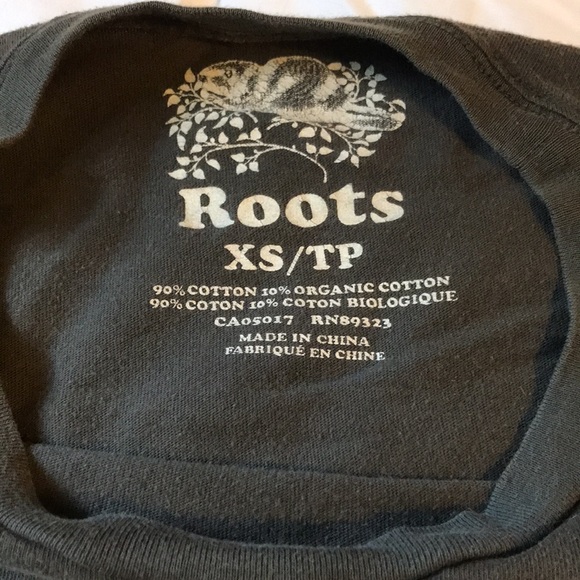 Roots
XS/TP
90% COTTON 10% ORGANIC COTTON
90% COTON 10% COTON BIOLOGIQUE
CA05017 RN89323
MADE IN CHINA
FABRIQUÉ EN CHINE